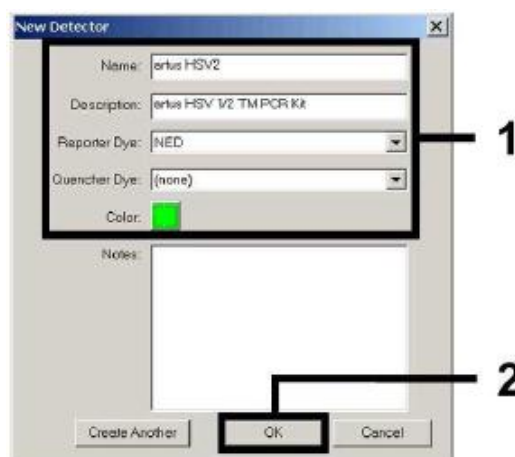 New Detector
Name: artus HSV2
Description: artus HSV 1/2 TM PCR Kit
Reporter Dye: NED
1
Quencher Dye: (none)
Color:
Notes:
2
Create Another OK Cancel